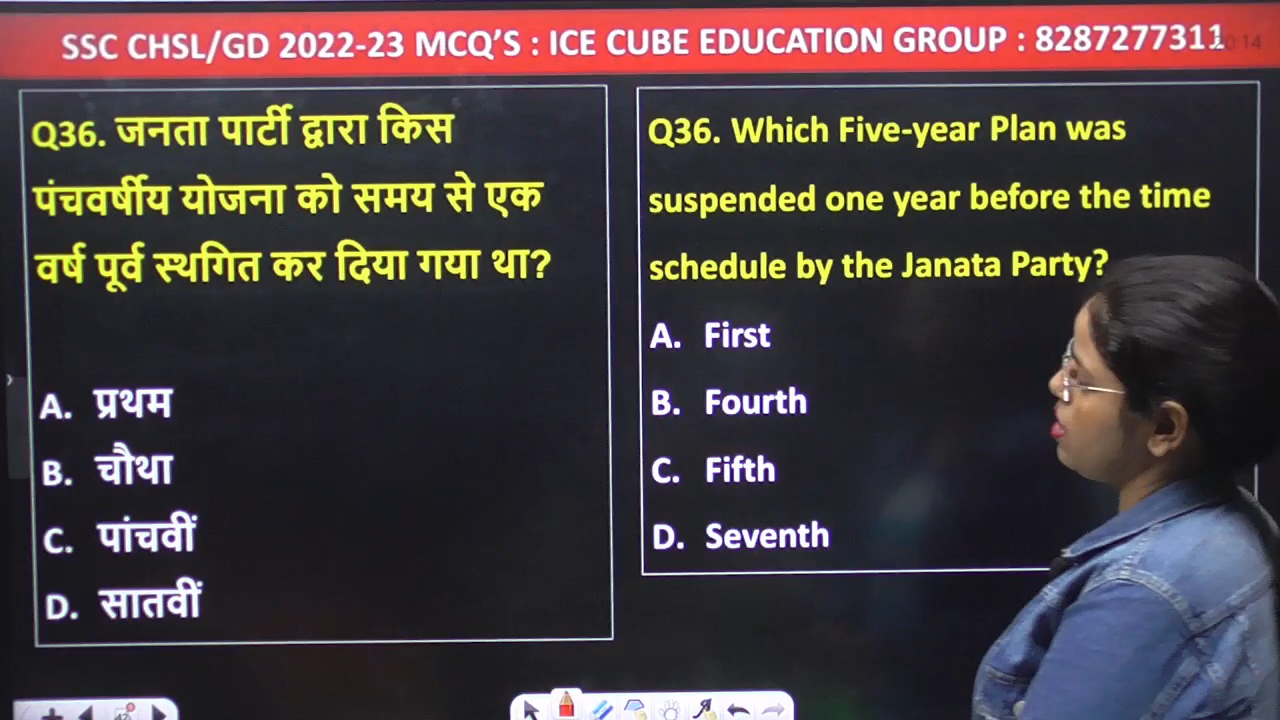 SSC CHSL/GD 2022-23 MCQ’S : ICE CUBE EDUCATION GROUP : 8287277311
Q36. जनता पार्टी द्वारा किस
पंचवर्षीय योजना को समय से एक
वर्ष पूर्व स्थगित कर दिया गया था?
A. प्रथम
B. चौथा
C. पांचवीं
D. सातवीं
Q36. Which Five-year Plan was
suspended one year before the time
schedule by the Janata Party?
A. First
B. Fourth
C. Fifth
D. Seventh